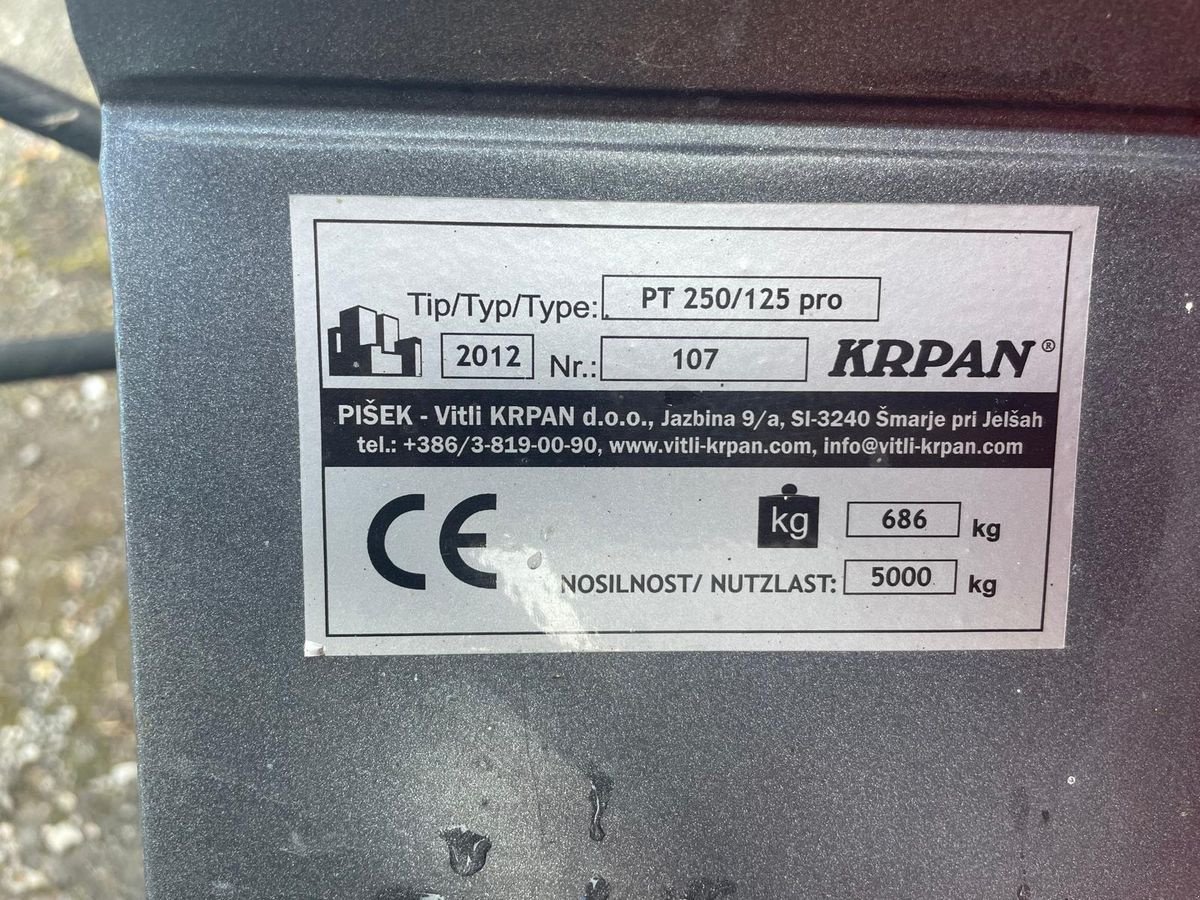 Tip/Typ/Type: PT 250/125 pro
2012 Nr.: 107 KRPAN®
PIŠEK - Vitli KRPAN d.o.o., Jazbina 9/a, SI-3240 Šmarje pri Jelšah
tel.: +386/3-819-00-90, www.vitli-krpan.com, info@vitli-krpan.com
CE kg 686 kg
NOSILNOST/ NUTZLAST: 5000 kg